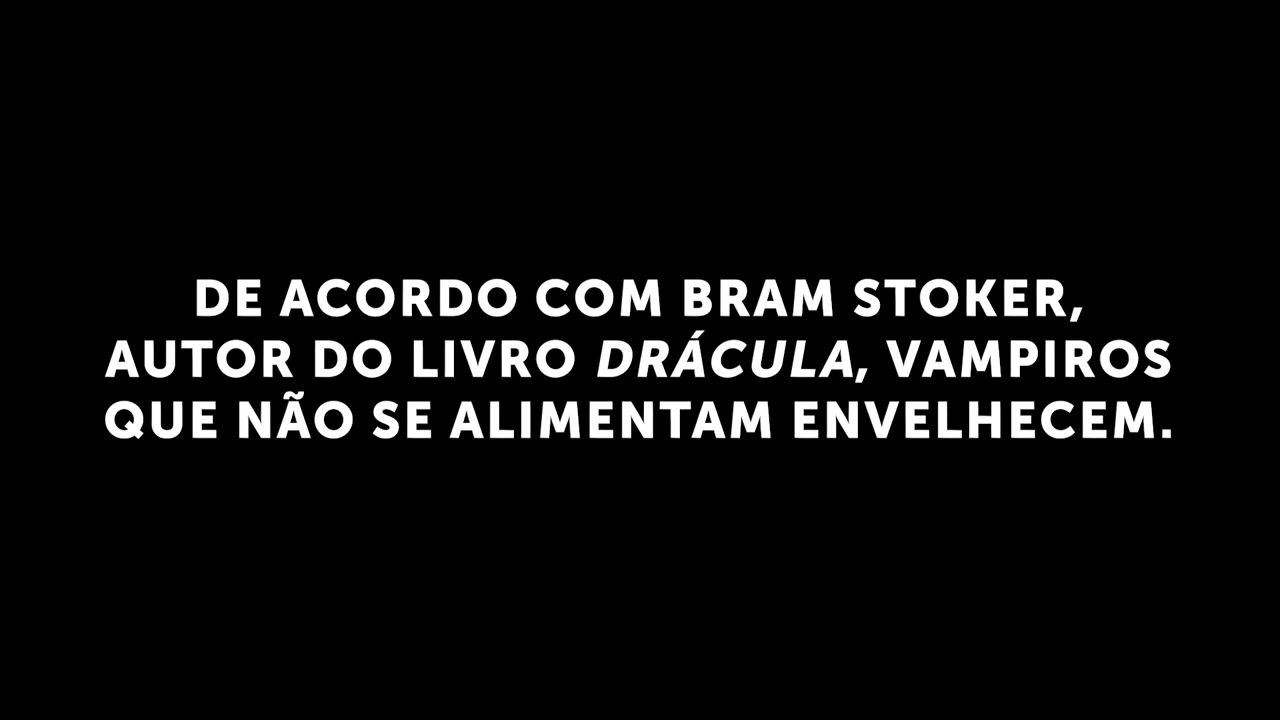 DE ACORDO COM BRAM STOKER,
AUTOR DO LIVRO DRÁCULA, VAMPIROS
QUE NÃO SE ALIMENTAM ENVELHECEM.